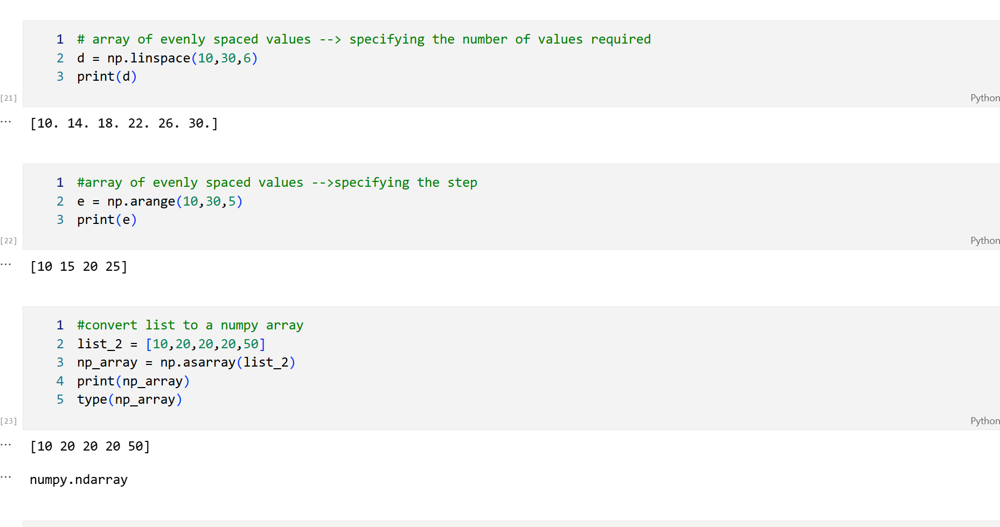 1 # array of evenly spaced values --> specifying the number of values required
2 d = np.linspace(10,30,6)
3 print(d)
[21]
Python
... [10. 14. 18. 22. 26. 30.]
1 #array of evenly spaced values -->specifying the step
2 e = np.arange(10,30,5)
3 print(e)
[22]
Python
... [10 15 20 25]
1 #convert list to a numpy array
2 list_2 = [10,20,20,20,50]
3 np_array = np.asarray(list_2)
4 print(np_array)
5 type(np_array)
[23]
Python
... [10 20 20 20 50]
... numpy.ndarray